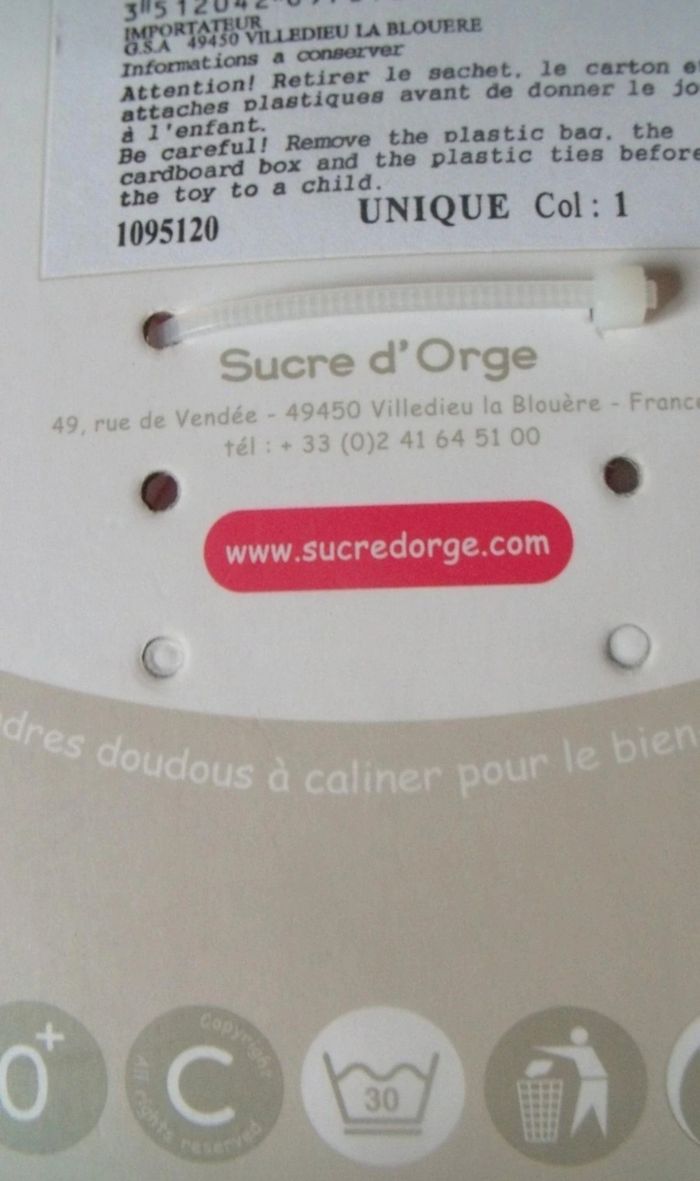 3"512042
IMPORTATEUR
G.S.A 49450 VILLEDIEU LA BLOUERE
Informations a conserver
Attention! Retirer le sachet, le carton et
attaches plastiques avant de donner le jo
à l'enfant.
Be careful! Remove the plastic bag, the
cardboard box and the plastic ties before
the toy to a child.
1095120 UNIQUE Col : 1
Sucre d'Orge
49, rue de Vendée - 49450 Villedieu la Blouère - France
tél : + 33 (0)2 41 64 51 00
www.sucredorge.com
dres doudous à caliner pour le bien
0+
C
Copyright
All rights reserved
30